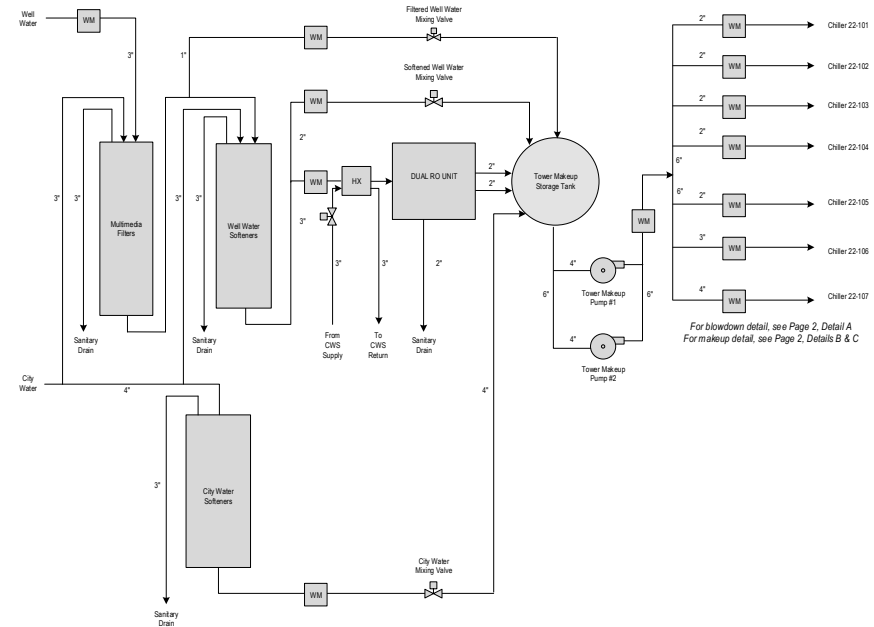 Well
Water
WM
3"
1"
WM
Filtered Well Water
Mixing Valve
Softened Well Water
Mixing Valve
WM
2"
WM
3"
HX
DUAL RO UNIT
2"
2"
Tower Makeup
Storage Tank
3"
3"
Multimedia
Filters
3"
3"
Well Water
Softeners
3"
3"
2"
Sanitary
Drain
Sanitary
Drain
From
CWS
Supply
To
CWS
Return
Sanitary
Drain
4"
6"
Tower Makeup
Pump #1
4"
Tower Makeup
Pump #2
6"
WM
6"
6"
2"
WM
Chiller 22-101
2"
WM
Chiller 22-102
2"
WM
Chiller 22-103
2"
WM
Chiller 22-104
2"
WM
Chiller 22-105
3"
WM
Chiller 22-106
4"
WM
Chiller 22-107
For blowdown detail, see Page 2, Detail A
For makeup detail, see Page 2, Details B & C
City
Water
4"
4"
3"
City Water
Softeners
Sanitary
Drain
WM
City Water
Mixing Valve